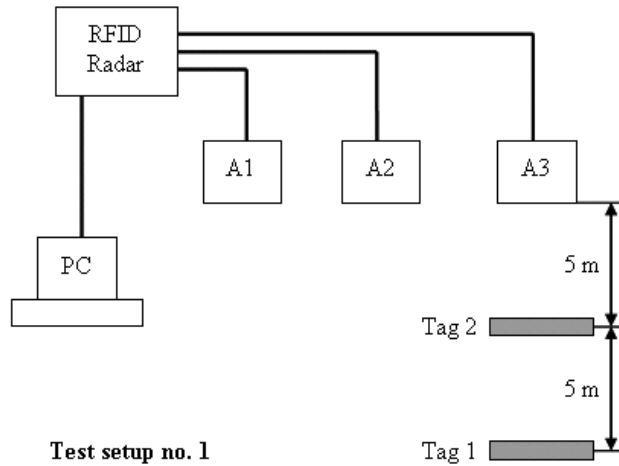 RFID
Radar
A1
A2
A3
PC
5 m
Tag 2
5 m
Test setup no. 1
Tag 1